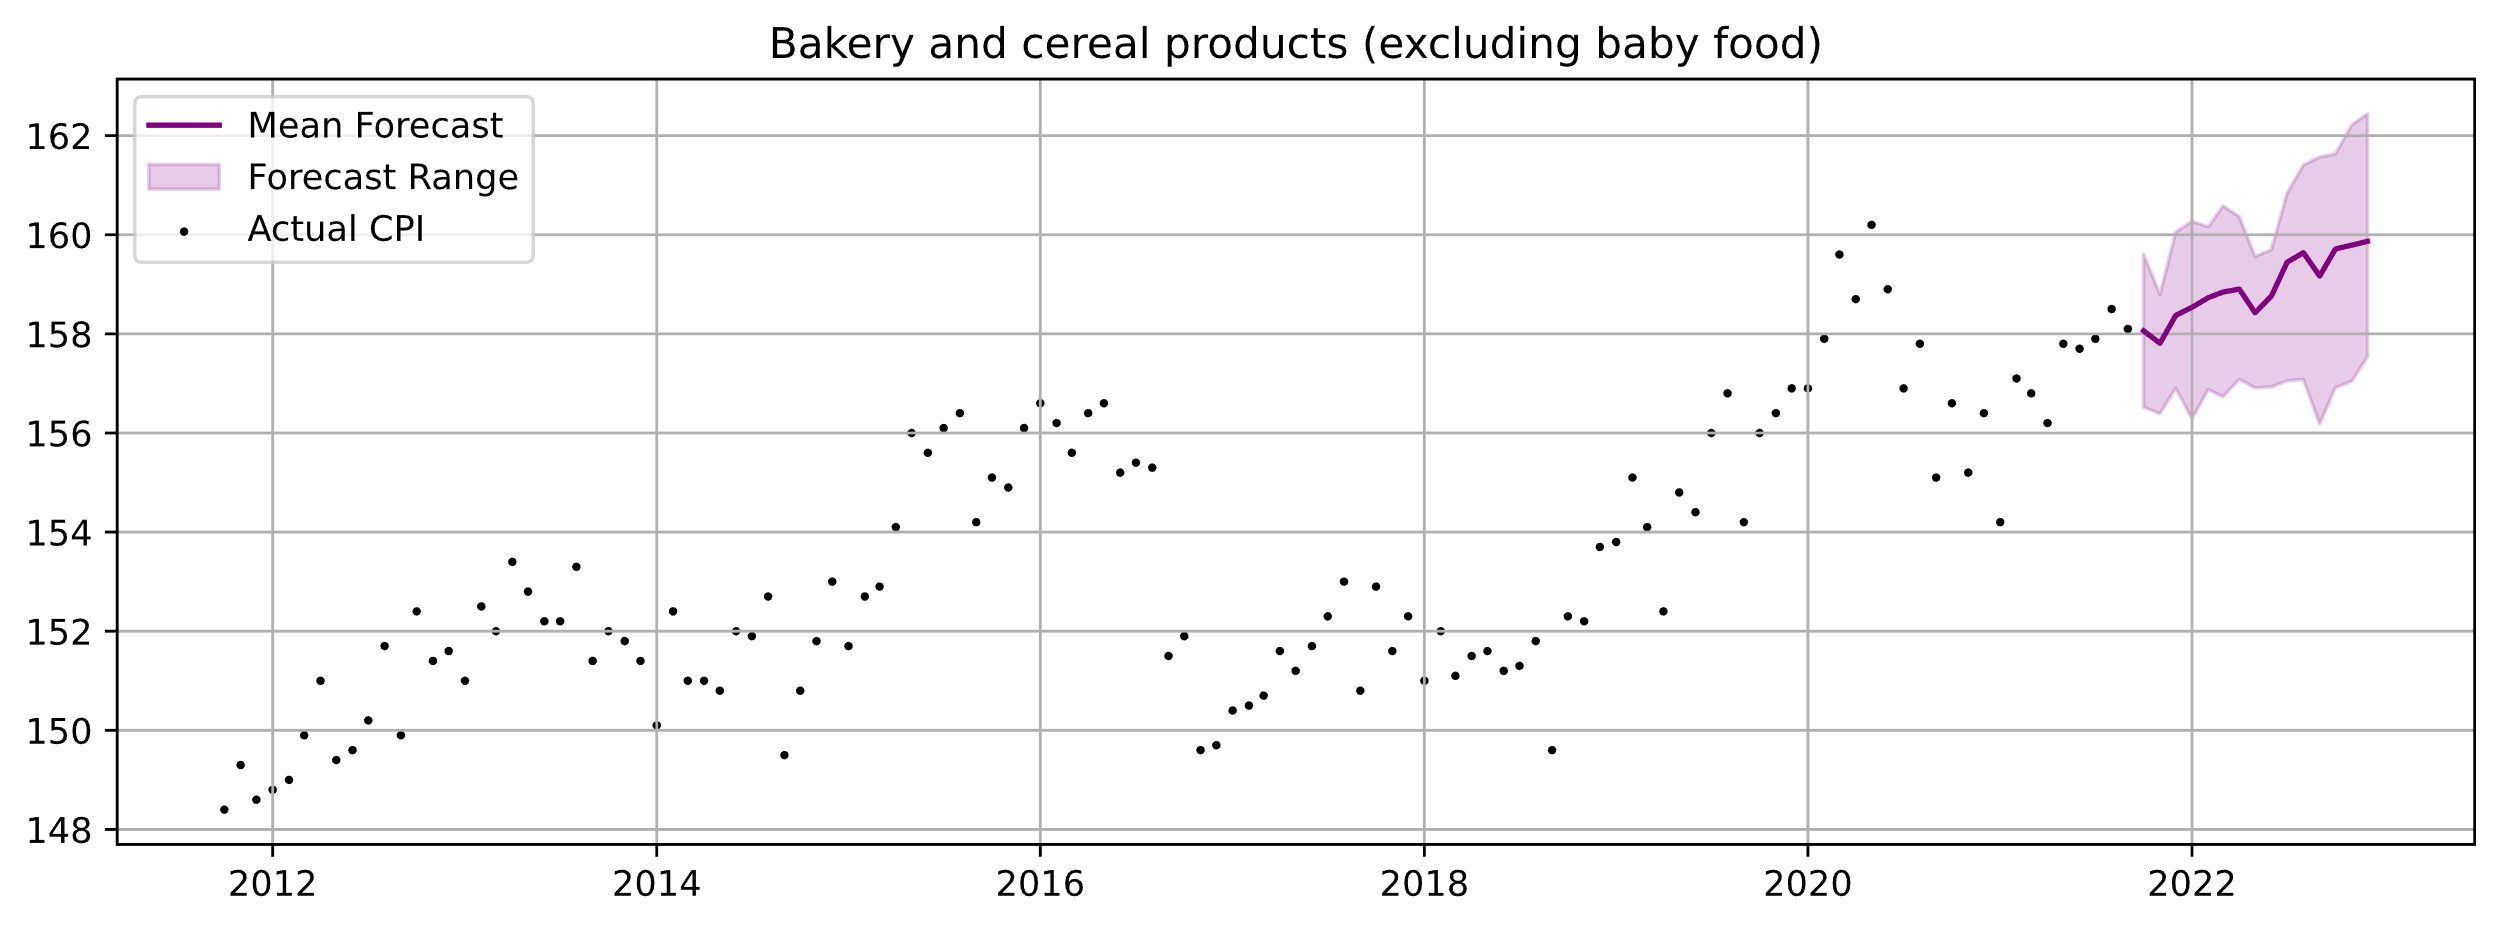 Bakery and cereal products (excluding baby food)
Mean Forecast
Forecast Range
Actual CPI
162
160
158
156
154
152
150
148
2012 2014 2016 2018 2020 2022